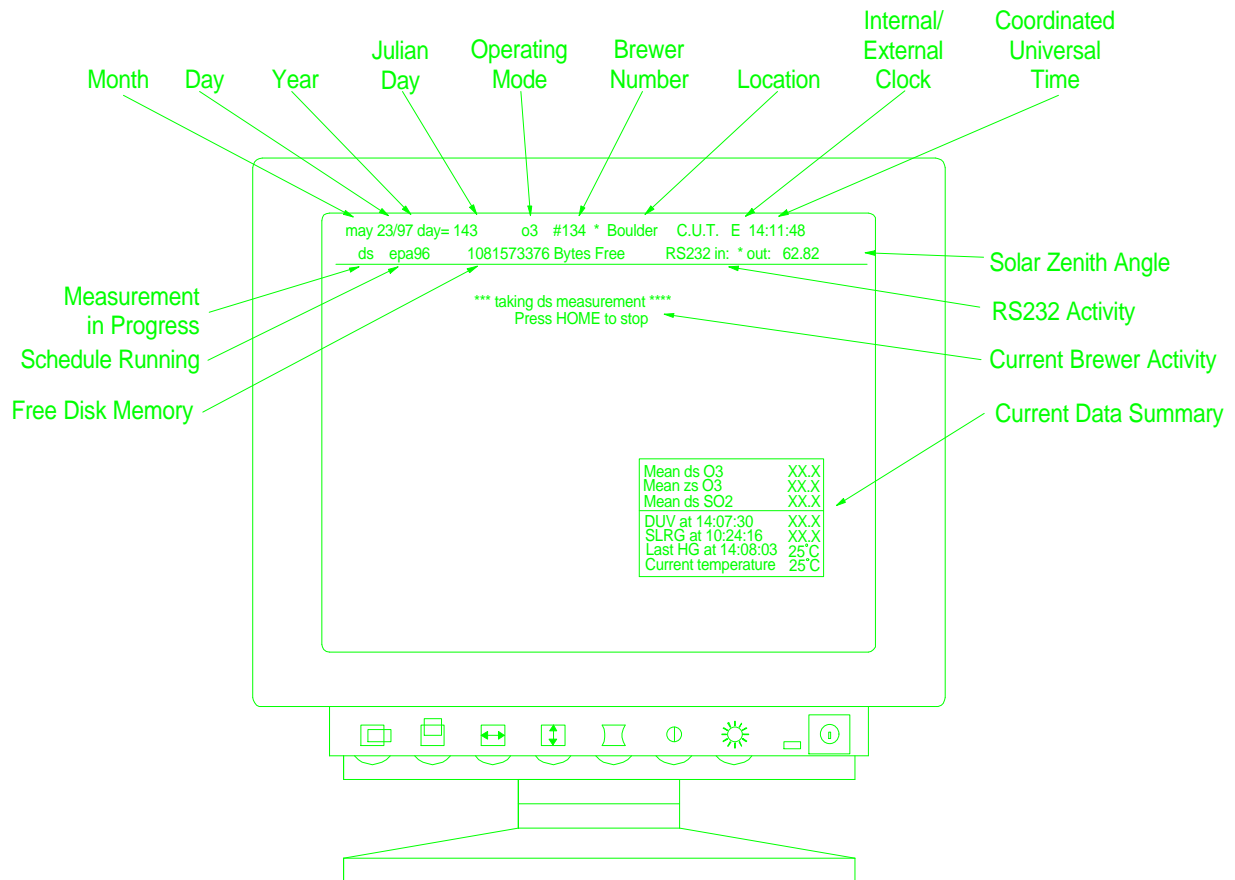 Month
Day
Year
Julian
Day
Operating
Mode
Brewer
Number
Location
Internal/
External
Clock
Coordinated
Universal
Time
may 23/97 day= 143 o3 #134 * Boulder C.U.T. E 14:11:48
ds epa96 1081573376 Bytes Free RS232 in: * out: 62.82
*** taking ds measurement ****
Press HOME to stop
Measurement
in Progress
Schedule Running
Free Disk Memory
Solar Zenith Angle
RS232 Activity
Current Brewer Activity
Current Data Summary
Mean ds O3 XX.X
Mean zs O3 XX.X
Mean ds SO2 XX.X
DUV at 14:07:30 XX.X
SLRG at 10:24:16 XX.X
Last HG at 14:08:03 25˚C
Current temperature 25˚C